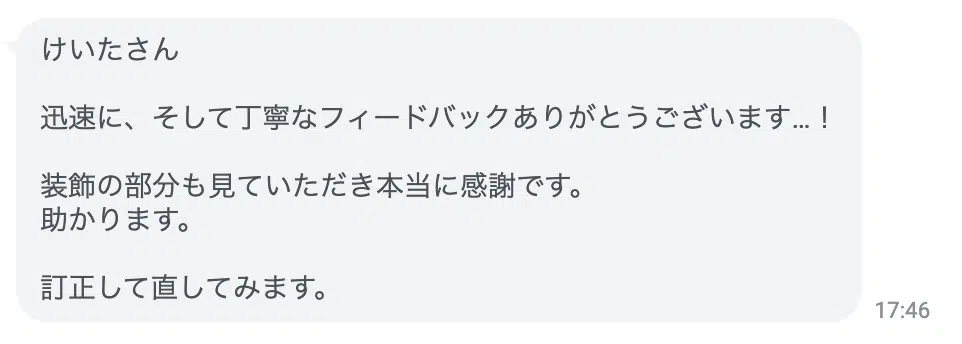 けいたさん
迅速に、そして丁寧なフィードバックありがとうございます…！
装飾の部分も見ていただき本当に感謝です。
助かります。
訂正して直してみます。
17:46